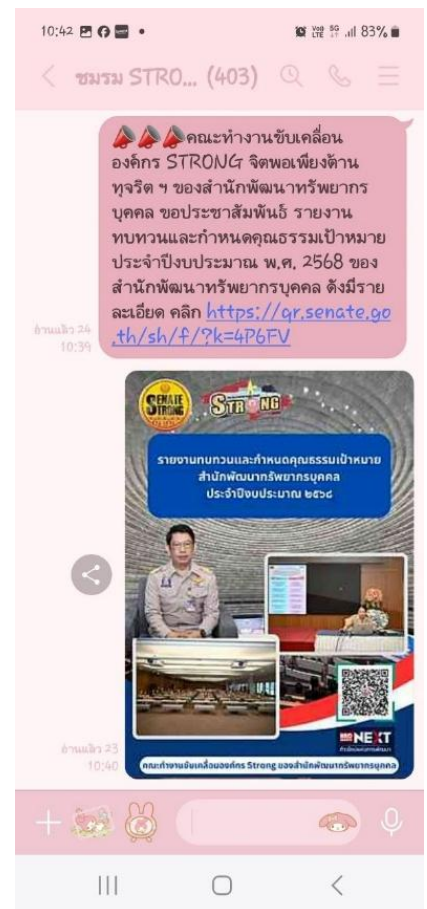 10:42
Vo)) LTE 5G 83%
ชมรม STRO... (403)
คณะทำงานขับเคลื่อน
องค์กร STRONG จิตพอเพียงต้าน
ทุจริต ฯ ของสำนักพัฒนาทรัพยากร
บุคคล ขอประชาสัมพันธ์ รายงาน
ทบทวนและกำหนดคุณธรรมเป้าหมาย
ประจำปีงบประมาณ พ.ศ. 2568 ของ
สำนักพัฒนาทรัพยากรบุคคล ดังมีราย
ละเอียด คลิก https://qr.senate.go
.th/sh/f/?k=4P6FV
อ่านแล้ว 24
10:39
SENATE
STRONG
STRONG
รายงานทบทวนและกำหนดคุณธรรมเป้าหมาย
สำนักพัฒนาทรัพยากรบุคคล
ประจำปีงบประมาณ ๒๕๖๘
NEXT
คณะทำงานขับเคลื่อนองค์กร Strong ของสำนักพัฒนาทรัพยากรบุคคล
อ่านแล้ว 23
10:40